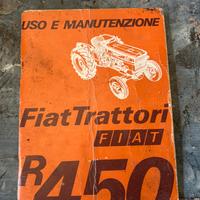 USO E MANUTENZIONE
FiatTrattori
FIAT
R450